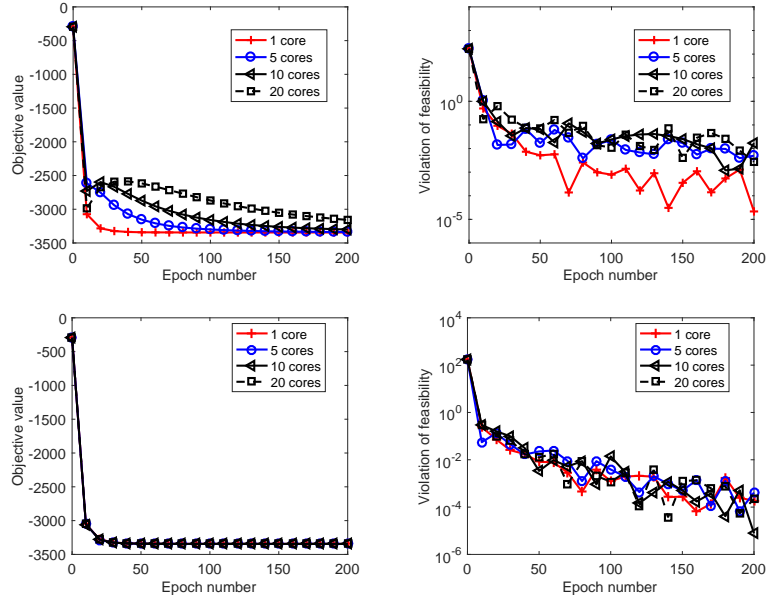 0
-500
-1000
-1500
-2000
-2500
-3000
-3500
0 50 100 150 200
Objective value
Epoch number
1 core
5 cores
10 cores
20 cores
10^0
10^-5
0 50 100 150 200
Violation of feasibility
Epoch number
1 core
5 cores
10 cores
20 cores
0
-500
-1000
-1500
-2000
-2500
-3000
-3500
0 50 100 150 200
Objective value
Epoch number
1 core
5 cores
10 cores
20 cores
10^4
10^2
10^0
10^-2
10^-4
10^-6
0 50 100 150 200
Violation of feasibility
Epoch number
1 core
5 cores
10 cores
20 cores